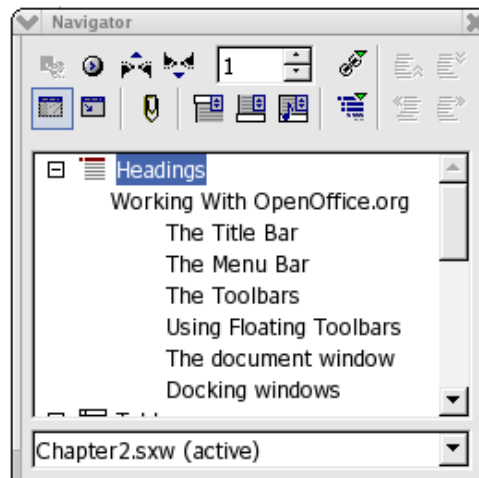 Navigator
1
Headings
Working With OpenOffice.org
The Title Bar
The Menu Bar
The Toolbars
Using Floating Toolbars
The document window
Docking windows
Chapter2.sxw (active)